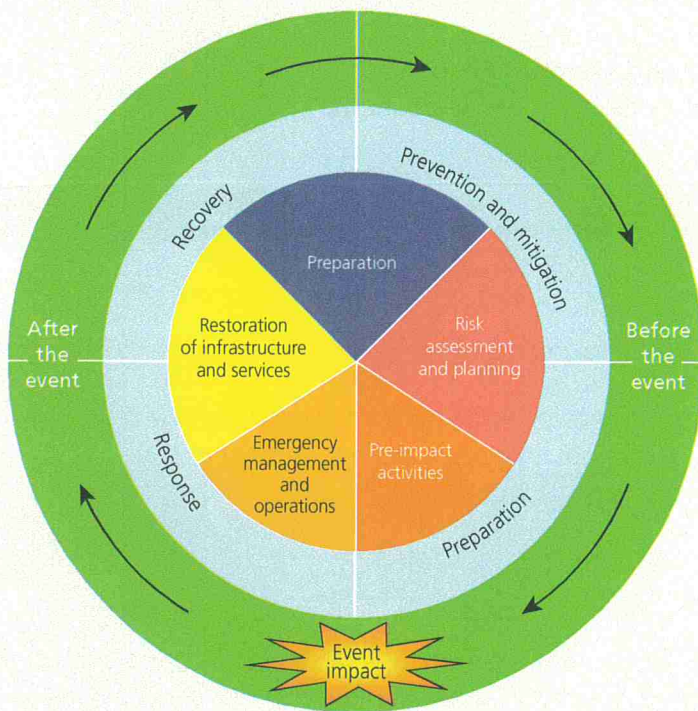 Recovery
Prevention and mitigation
Preparation
After
the
event
Restoration
of infrastructure
and services
Risk
assessment
and planning
Before
the
event
Response
Emergency
management
and
operations
Pre-impact
activities
Preparation
Event
impact